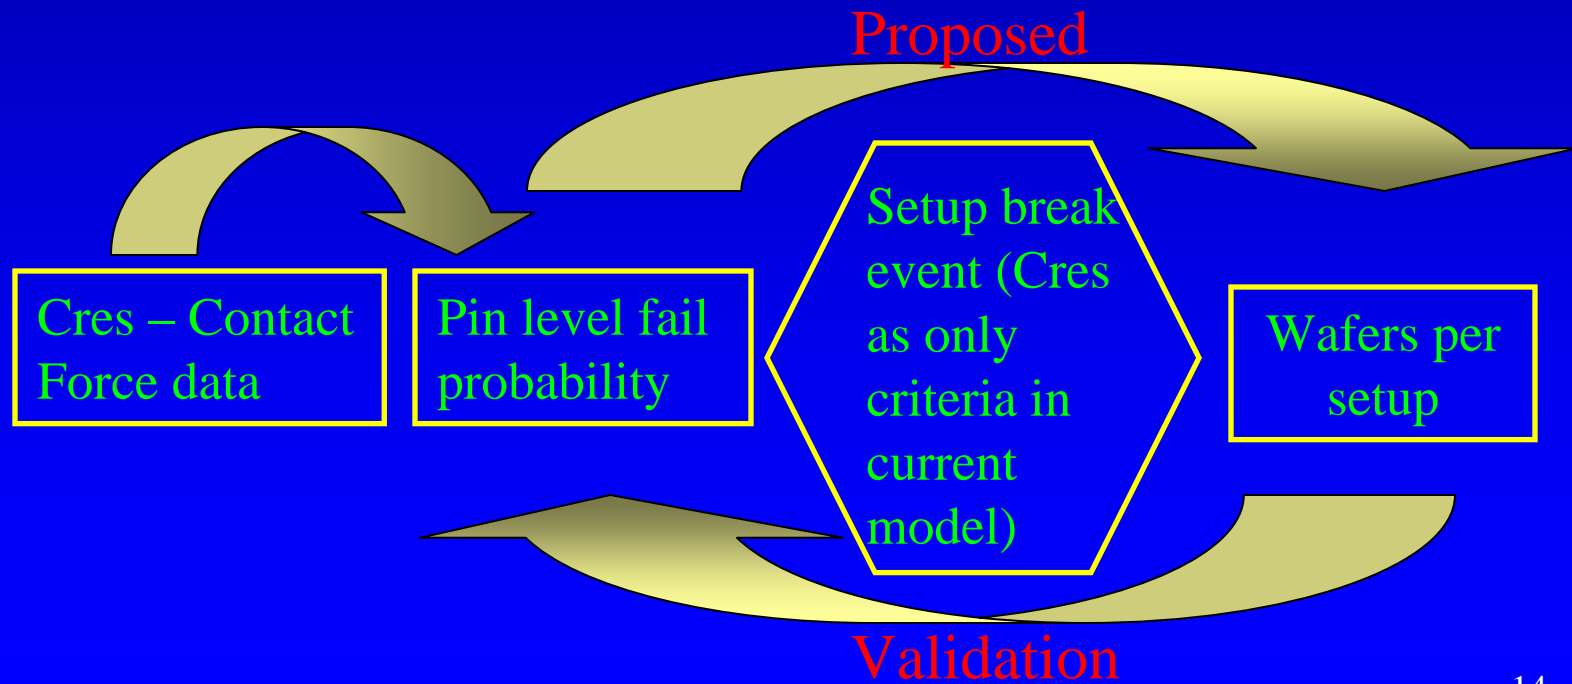 Proposed
Cres – Contact
Force data
Pin level fail
probability
Setup break
event (Cres
as only
criteria in
current
model)
Wafers per
setup
Validation
14